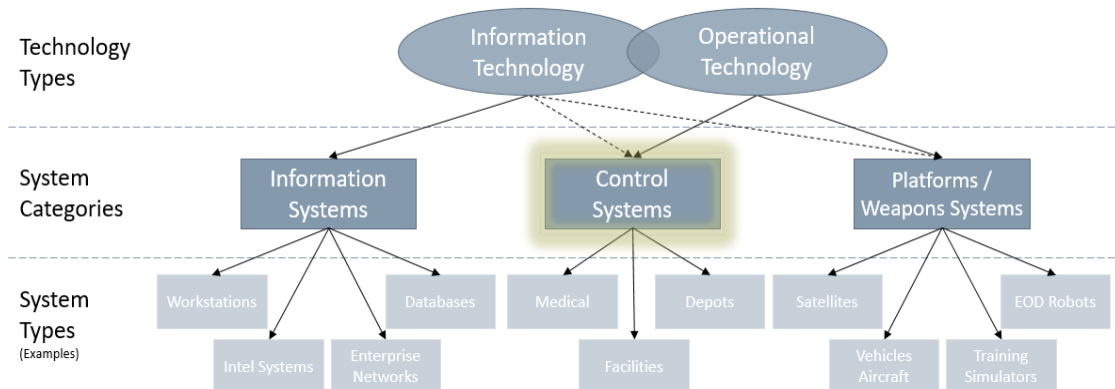 Technology
Types
Information
Technology
Operational
Technology
System
Categories
Information
Systems
Control
Systems
Platforms /
Weapons Systems
System
Types
(Examples)
Workstations
Databases
Medical
Depots
Satellites
EOD Robots
Intel Systems
Enterprise
Networks
Facilities
Vehicles
Aircraft
Training
Simulators